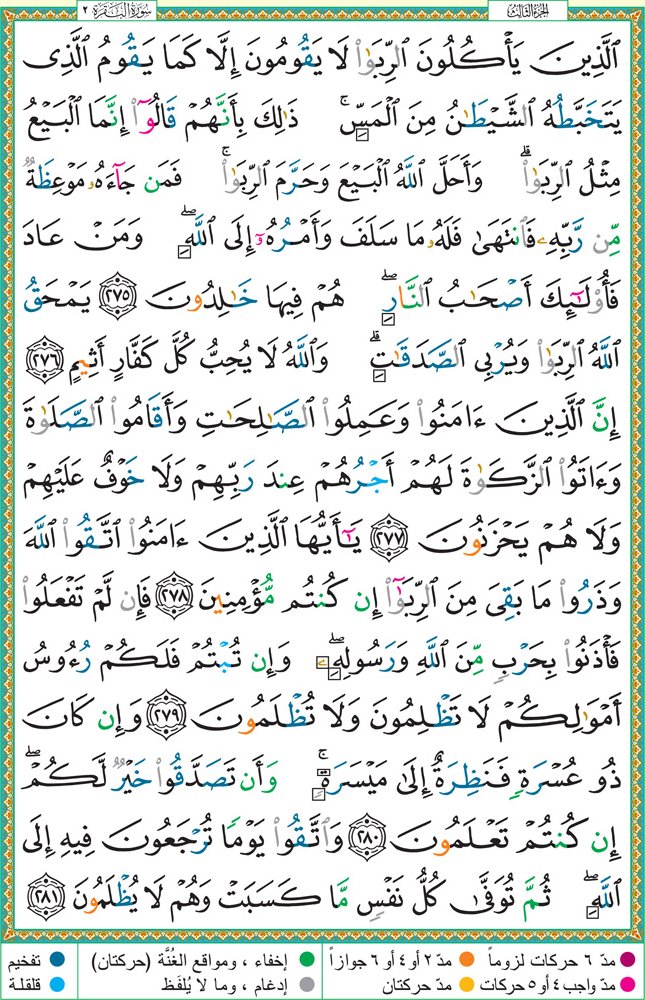 الجزء الثالث
سورة البقرة ٢
ٱلَّذِينَ يَأۡكُلُونَ ٱلرِّبَوٰاْ لَا يَقُومُونَ إِلَّا كَمَا يَقُومُ ٱلَّذِي
يَتَخَبَّطُهُ ٱلشَّيۡطَٰنُ مِنَ ٱلۡمَسِّۚ ذَٰلِكَ بِأَنَّهُمۡ قَالُوٓاْ إِنَّمَا ٱلۡبَيۡعُ
مِثۡلُ ٱلرِّبَوٰاْۗ وَأَحَلَّ ٱللَّهُ ٱلۡبَيۡعَ وَحَرَّمَ ٱلرِّبَوٰاْۚ فَمَن جَآءَهُۥ مَوۡعِظَةٞ
مِّن رَّبِّهِۦ فَٱنتَهَىٰ فَلَهُۥ مَا سَلَفَ وَأَمۡرُهُۥٓ إِلَى ٱللَّهِۖ وَمَنۡ عَادَ
فَأُوْلَٰٓئِكَ أَصۡحَٰبُ ٱلنَّارِۖ هُمۡ فِيهَا خَٰلِدُونَ ٢٧٥ يَمۡحَقُ
ٱللَّهُ ٱلرِّبَوٰاْ وَيُرۡبِي ٱلصَّدَقَٰتِۗ وَٱللَّهُ لَا يُحِبُّ كُلَّ كَفَّارٍ أَثِيمٍ ٢٧٦
إِنَّ ٱلَّذِينَ ءَامَنُواْ وَعَمِلُواْ ٱلصَّٰلِحَٰتِ وَأَقَامُواْ ٱلصَّلَوٰةَ
وَءَاتَوُاْ ٱلزَّكَوٰةَ لَهُمۡ أَجۡرُهُمۡ عِندَ رَبِّهِمۡ وَلَا خَوۡفٌ عَلَيۡهِمۡ
وَلَا هُمۡ يَحۡزَنُونَ ٢٧٧ يَٰٓأَيُّهَا ٱلَّذِينَ ءَامَنُواْ ٱتَّقُواْ ٱللَّهَ
وَذَرُواْ مَا بَقِيَ مِنَ ٱلرِّبَوٰٓاْ إِن كُنتُم مُّؤۡمِنِينَ ٢٧٨ فَإِن لَّمۡ تَفۡعَلُواْ
فَأۡذَنُواْ بِحَرۡبٖ مِّنَ ٱللَّهِ وَرَسُولِهِۦۖ وَإِن تُبۡتُمۡ فَلَكُمۡ رُءُوسُ
أَمۡوَٰلِكُمۡ لَا تَظۡلِمُونَ وَلَا تُظۡلَمُونَ ٢٧٩ وَإِن كَانَ
ذُو عُسۡرَةٖ فَنَظِرَةٌ إِلَىٰ مَيۡسَرَةٖۚ وَأَن تَصَدَّقُواْ خَيۡرٞ لَّكُمۡۖ
إِن كُنتُمۡ تَعۡلَمُونَ ٢٨٠ وَٱتَّقُواْ يَوۡمٗا تُرۡجَعُونَ فِيهِ إِلَى
ٱللَّهِۖ ثُمَّ تُوَفَّىٰ كُلُّ نَفۡسٖ مَّا كَسَبَتۡ وَهُمۡ لَا يُظۡلَمُونَ ٢٨١
مدّ ٦ حركات لزوماً مدّ ٢ أو ٤ أو ٦ جوازاً إخفاء ، ومواقع الغُنَّة (حركتان) تفخيم
مدّ واجب ٤ أو ٥ حركات مدّ حركتان إدغام ، وما لا يُلفَظ قلقلة